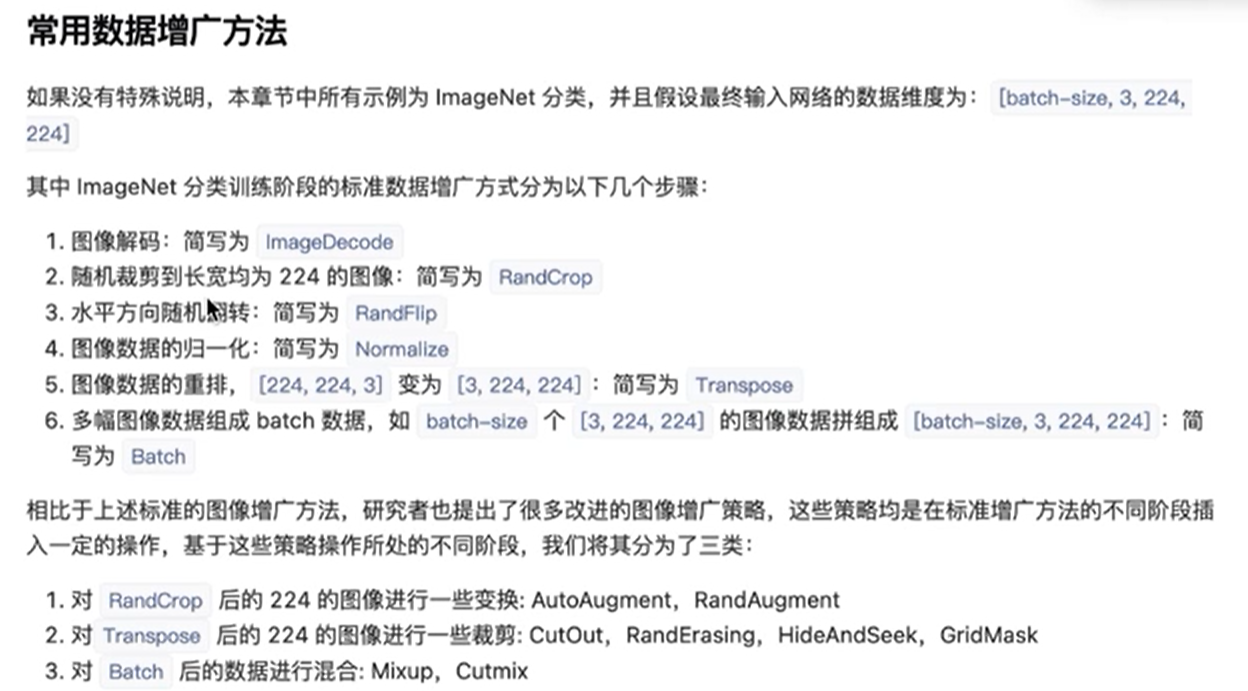 常用数据增广方法
如果没有特殊说明，本章节中所有示例为 ImageNet 分类，并且假设最终输入网络的数据维度为： [batch-size, 3, 224,
224]
其中 ImageNet 分类训练阶段的标准数据增广方式分为以下几个步骤：
1. 图像解码：简写为 ImageDecode
2. 随机裁剪到长宽均为 224 的图像：简写为 RandCrop
3. 水平方向随机翻转：简写为 RandFlip
4. 图像数据的归一化：简写为 Normalize
5. 图像数据的重排， [224, 224, 3] 变为 [3, 224, 224] ：简写为 Transpose
6. 多幅图像数据组成 batch 数据，如 batch-size 个 [3, 224, 224] 的图像数据拼组成 [batch-size, 3, 224, 224] ：简
写为 Batch
相比于上述标准的图像增广方法，研究者也提出了很多改进的图像增广策略，这些策略均是在标准增广方法的不同阶段插
入一定的操作，基于这些策略操作所处的不同阶段，我们将其分为了三类：
1. 对 RandCrop 后的 224 的图像进行一些变换: AutoAugment，RandAugment
2. 对 Transpose 后的 224 的图像进行一些裁剪: CutOut，RandErasing，HideAndSeek，GridMask
3. 对 Batch 后的数据进行混合: Mixup，Cutmix